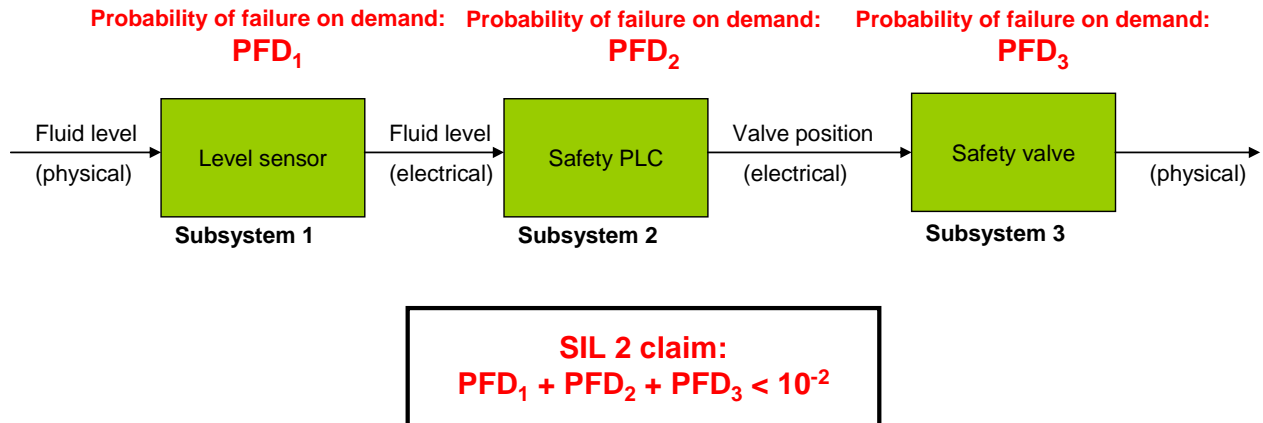 Probability of failure on demand:
PFD₁
Probability of failure on demand:
PFD₂
Probability of failure on demand:
PFD₃
Fluid level
(physical)
Level sensor
Subsystem 1
Fluid level
(electrical)
Safety PLC
Subsystem 2
Valve position
(electrical)
Safety valve
Subsystem 3
(physical)
SIL 2 claim:
PFD₁ + PFD₂ + PFD₃ < 10⁻²